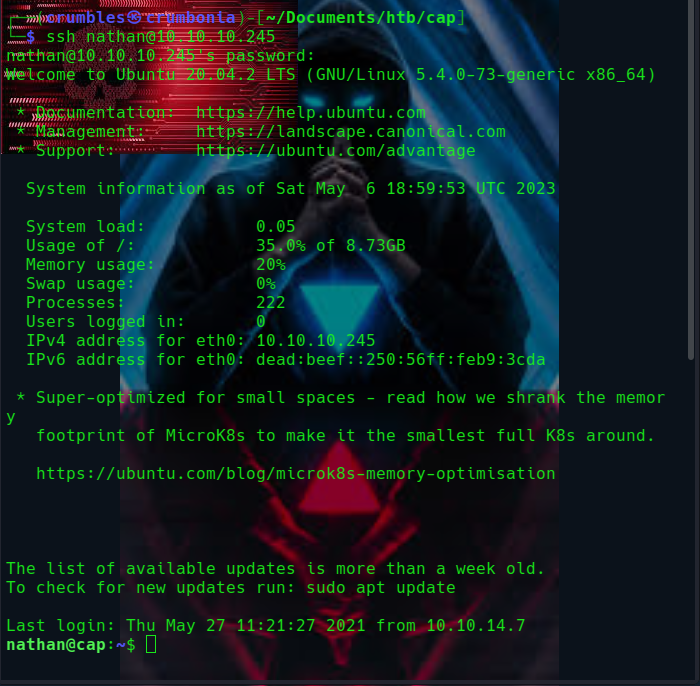 (crumbles㉿crymbonia)-[~/Documents/htb/cap]
$ ssh nathan@10.10.10.245
nathan@10.10.10.245's password:
Welcome to Ubuntu 20.04.2 LTS (GNU/Linux 5.4.0-73-generic x86_64)
* Documentation:  https://help.ubuntu.com
* Management:     https://landscape.canonical.com
* Support:        https://ubuntu.com/advantage
System information as of Sat May  6 18:59:53 UTC 2023
System load:           0.05
Usage of /:            35.0% of 8.73GB
Memory usage:          20%
Swap usage:            0%
Processes:             222
Users logged in:       0
IPv4 address for eth0: 10.10.10.245
IPv6 address for eth0: dead:beef::250:56ff:feb9:3cda
* Super-optimized for small spaces - read how we shrank the memor
y
footprint of MicroK8s to make it the smallest full K8s around.
https://ubuntu.com/blog/microk8s-memory-optimisation
The list of available updates is more than a week old.
To check for new updates run: sudo apt update
Last login: Thu May 27 11:21:27 2021 from 10.10.14.7
nathan@cap:~$